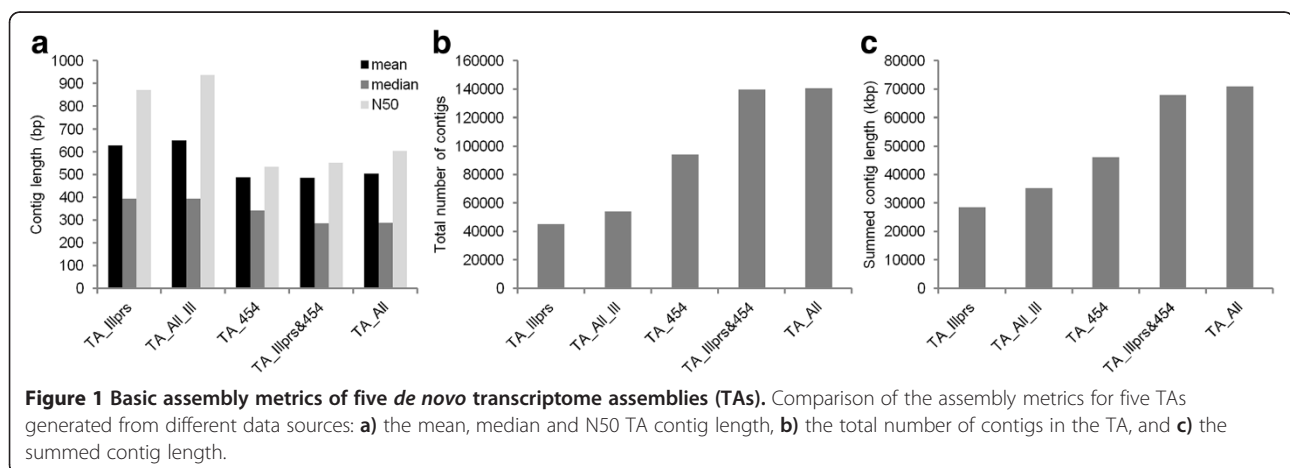 a
1000
900
800
700
600
500
400
300
200
100
0
Contig length (bp)
mean
median
N50
TA_Illprs
TA_All_Ill
TA_454
TA_Illprs&454
TA_All
b
160000
140000
120000
100000
80000
60000
40000
20000
0
Total number of contigs
TA_Illprs
TA_All_Ill
TA_454
TA_Illprs&454
TA_All
c
80000
70000
60000
50000
40000
30000
20000
10000
0
Summed contig length (kbp)
TA_Illprs
TA_All_Ill
TA_454
TA_Illprs&454
TA_All
Figure 1 Basic assembly metrics of five de novo transcriptome assemblies (TAs). Comparison of the assembly metrics for five TAs
generated from different data sources: a) the mean, median and N50 TA contig length, b) the total number of contigs in the TA, and c) the
summed contig length.